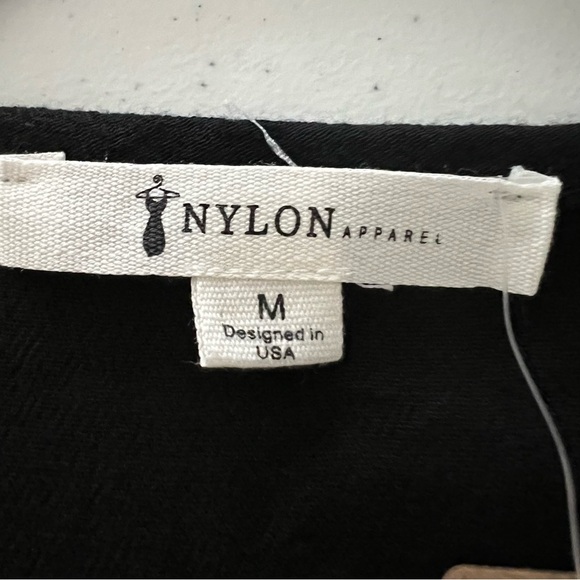 NYLON APPAREL
M
Designed in
USA